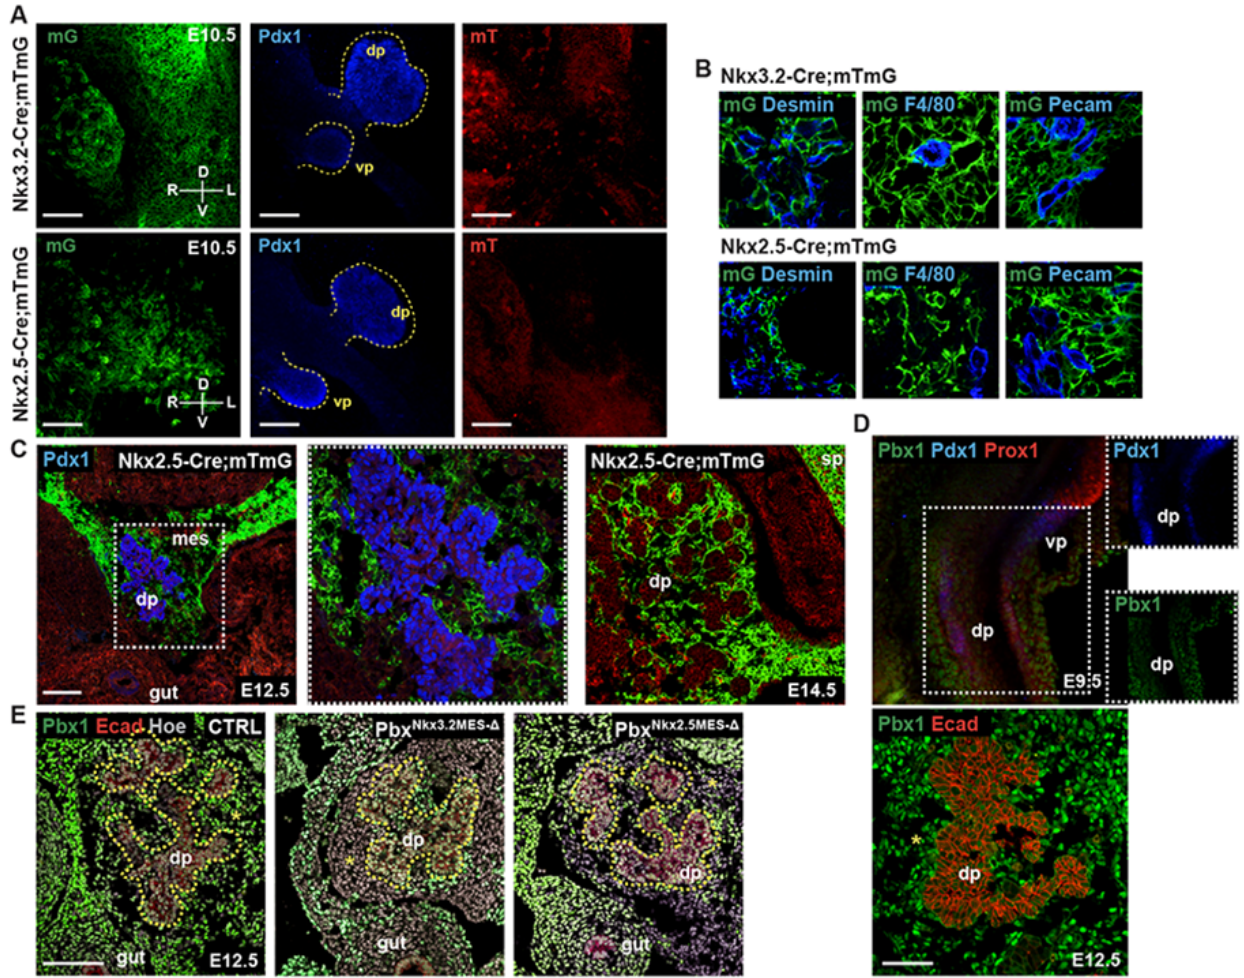 A
Nkx3.2-Cre;mTmG
mG
E10.5
D
R
L
V
Pdx1
dp
vp
mT
Nkx2.5-Cre;mTmG
mG
E10.5
D
R
L
V
Pdx1
dp
vp
mT
B
Nkx3.2-Cre;mTmG
mG Desmin
mG F4/80
mG Pecam
Nkx2.5-Cre;mTmG
mG Desmin
mG F4/80
mG Pecam
C
Pdx1
Nkx2.5-Cre;mTmG
mes
dp
gut
E12.5
Nkx2.5-Cre;mTmG
sp
dp
E14.5
D
Pbx1 Pdx1 Prox1
vp
dp
E9.5
Pdx1
dp
Pbx1
dp
Pbx1 Ecad
*
dp
E12.5
E
Pbx1 Ecad Hoe CTRL
*
dp
gut
E12.5
Pbx^Nkx3.2MES-Δ
dp
*
gut
Pbx^Nkx2.5MES-Δ
*
dp
gut